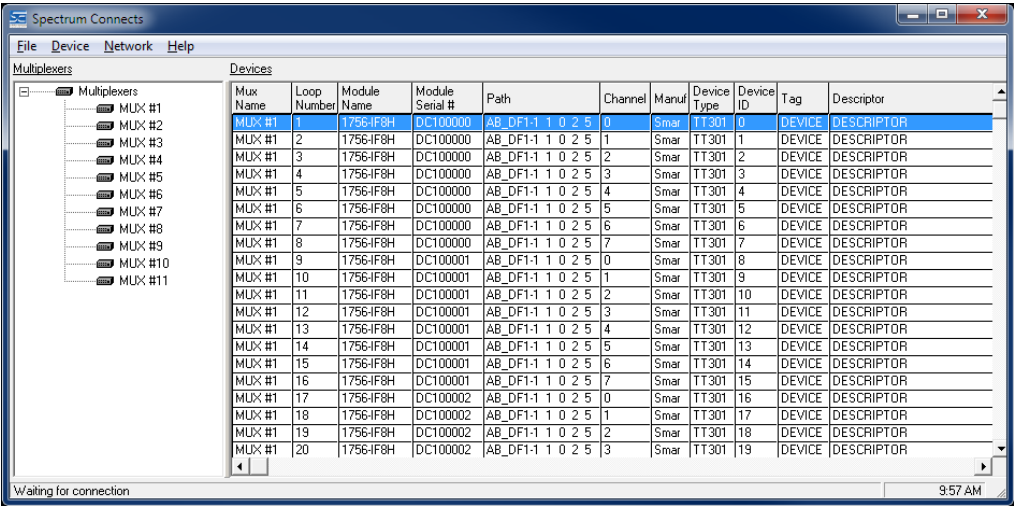 Spectrum Connects
File Device Network Help
Multiplexers
Devices
Multiplexers
MUX #1
MUX #2
MUX #3
MUX #4
MUX #5
MUX #6
MUX #7
MUX #8
MUX #9
MUX #10
MUX #11
Mux Name Loop Number Module Name Module Serial # Path Channel Manuf Device Type Device ID Tag Descriptor
MUX #1 1 1756-IF8H DC100000 AB_DF1-1 1 0 2 5 0 Smar TT301 0 DEVICE DESCRIPTOR
MUX #1 2 1756-IF8H DC100000 AB_DF1-1 1 0 2 5 1 Smar TT301 1 DEVICE DESCRIPTOR
MUX #1 3 1756-IF8H DC100000 AB_DF1-1 1 0 2 5 2 Smar TT301 2 DEVICE DESCRIPTOR
MUX #1 4 1756-IF8H DC100000 AB_DF1-1 1 0 2 5 3 Smar TT301 3 DEVICE DESCRIPTOR
MUX #1 5 1756-IF8H DC100000 AB_DF1-1 1 0 2 5 4 Smar TT301 4 DEVICE DESCRIPTOR
MUX #1 6 1756-IF8H DC100000 AB_DF1-1 1 0 2 5 5 Smar TT301 5 DEVICE DESCRIPTOR
MUX #1 7 1756-IF8H DC100000 AB_DF1-1 1 0 2 5 6 Smar TT301 6 DEVICE DESCRIPTOR
MUX #1 8 1756-IF8H DC100000 AB_DF1-1 1 0 2 5 7 Smar TT301 7 DEVICE DESCRIPTOR
MUX #1 9 1756-IF8H DC100001 AB_DF1-1 1 0 2 5 0 Smar TT301 8 DEVICE DESCRIPTOR
MUX #1 10 1756-IF8H DC100001 AB_DF1-1 1 0 2 5 1 Smar TT301 9 DEVICE DESCRIPTOR
MUX #1 11 1756-IF8H DC100001 AB_DF1-1 1 0 2 5 2 Smar TT301 10 DEVICE DESCRIPTOR
MUX #1 12 1756-IF8H DC100001 AB_DF1-1 1 0 2 5 3 Smar TT301 11 DEVICE DESCRIPTOR
MUX #1 13 1756-IF8H DC100001 AB_DF1-1 1 0 2 5 4 Smar TT301 12 DEVICE DESCRIPTOR
MUX #1 14 1756-IF8H DC100001 AB_DF1-1 1 0 2 5 5 Smar TT301 13 DEVICE DESCRIPTOR
MUX #1 15 1756-IF8H DC100001 AB_DF1-1 1 0 2 5 6 Smar TT301 14 DEVICE DESCRIPTOR
MUX #1 16 1756-IF8H DC100001 AB_DF1-1 1 0 2 5 7 Smar TT301 15 DEVICE DESCRIPTOR
MUX #1 17 1756-IF8H DC100002 AB_DF1-1 1 0 2 5 0 Smar TT301 16 DEVICE DESCRIPTOR
MUX #1 18 1756-IF8H DC100002 AB_DF1-1 1 0 2 5 1 Smar TT301 17 DEVICE DESCRIPTOR
MUX #1 19 1756-IF8H DC100002 AB_DF1-1 1 0 2 5 2 Smar TT301 18 DEVICE DESCRIPTOR
MUX #1 20 1756-IF8H DC100002 AB_DF1-1 1 0 2 5 3 Smar TT301 19 DEVICE DESCRIPTOR
Waiting for connection
9:57 AM